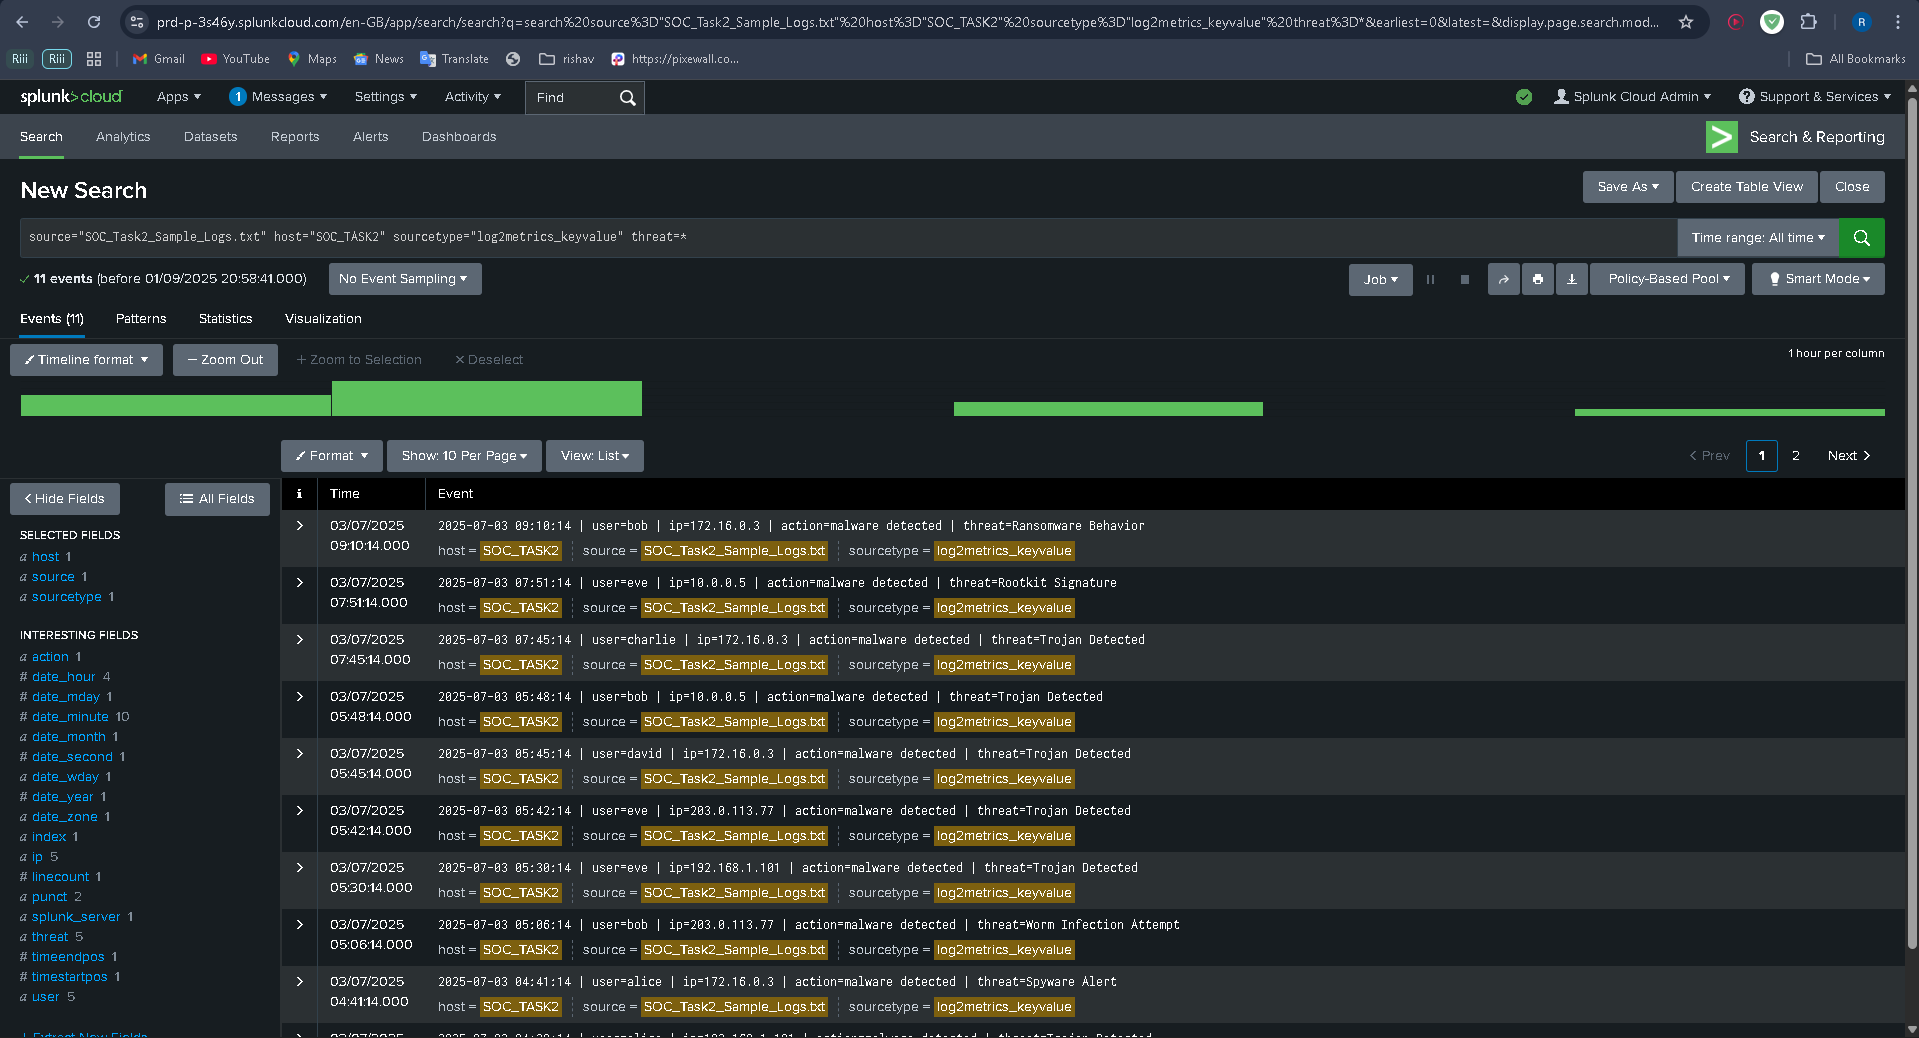 prd-p-3s46y.splunkcloud.com/en-GB/app/search/search?q=search%20source%3D"SOC_Task2_Sample_Logs.txt"%20host%3D"SOC_TASK2"%20sourcetype%3D"log2metrics_keyvalue"%20threat%3D*&earliest=0&latest=&display.page.search.mod...
R
Riii Riii Gmail YouTube Maps News Translate rishav https://pixewall.co... All Bookmarks
splunk>cloud Apps 1 Messages Settings Activity Find Splunk Cloud Admin ? Support & Services
Search Analytics Datasets Reports Alerts Dashboards > Search & Reporting
New Search Save As Create Table View Close
source="SOC_Task2_Sample_Logs.txt" host="SOC_TASK2" sourcetype="log2metrics_keyvalue" threat=* Time range: All time
✓ 11 events (before 01/09/2025 20:58:41.000) No Event Sampling Job Policy-Based Pool Smart Mode
Events (11) Patterns Statistics Visualization
Timeline format — Zoom Out + Zoom to Selection × Deselect 1 hour per column
Format Show: 10 Per Page View: List < Prev 1 2 Next >
< Hide Fields All Fields
SELECTED FIELDS
a host 1
a source 1
a sourcetype 1
INTERESTING FIELDS
a action 1
# date_hour 4
# date_mday 1
# date_minute 10
a date_month 1
# date_second 1
a date_wday 1
# date_year 1
a date_zone 1
a index 1
a ip 5
# linecount 1
a punct 2
a splunk_server 1
a threat 5
# timeendpos 1
# timestartpos 1
a user 5
+ Extract New Fields
i Time Event
> 03/07/2025 2025-07-03 09:10:14 | user=bob | ip=172.16.0.3 | action=malware detected | threat=Ransomware Behavior
09:10:14.000 host = SOC_TASK2 source = SOC_Task2_Sample_Logs.txt sourcetype = log2metrics_keyvalue
> 03/07/2025 2025-07-03 07:51:14 | user=eve | ip=10.0.0.5 | action=malware detected | threat=Rootkit Signature
07:51:14.000 host = SOC_TASK2 source = SOC_Task2_Sample_Logs.txt sourcetype = log2metrics_keyvalue
> 03/07/2025 2025-07-03 07:45:14 | user=charlie | ip=172.16.0.3 | action=malware detected | threat=Trojan Detected
07:45:14.000 host = SOC_TASK2 source = SOC_Task2_Sample_Logs.txt sourcetype = log2metrics_keyvalue
> 03/07/2025 2025-07-03 05:48:14 | user=bob | ip=10.0.0.5 | action=malware detected | threat=Trojan Detected
05:48:14.000 host = SOC_TASK2 source = SOC_Task2_Sample_Logs.txt sourcetype = log2metrics_keyvalue
> 03/07/2025 2025-07-03 05:45:14 | user=david | ip=172.16.0.3 | action=malware detected | threat=Trojan Detected
05:45:14.000 host = SOC_TASK2 source = SOC_Task2_Sample_Logs.txt sourcetype = log2metrics_keyvalue
> 03/07/2025 2025-07-03 05:42:14 | user=eve | ip=203.0.113.77 | action=malware detected | threat=Trojan Detected
05:42:14.000 host = SOC_TASK2 source = SOC_Task2_Sample_Logs.txt sourcetype = log2metrics_keyvalue
> 03/07/2025 2025-07-03 05:30:14 | user=eve | ip=192.168.1.101 | action=malware detected | threat=Trojan Detected
05:30:14.000 host = SOC_TASK2 source = SOC_Task2_Sample_Logs.txt sourcetype = log2metrics_keyvalue
> 03/07/2025 2025-07-03 05:06:14 | user=bob | ip=203.0.113.77 | action=malware detected | threat=Worm Infection Attempt
05:06:14.000 host = SOC_TASK2 source = SOC_Task2_Sample_Logs.txt sourcetype = log2metrics_keyvalue
> 03/07/2025 2025-07-03 04:41:14 | user=alice | ip=172.16.0.3 | action=malware detected | threat=Spyware Alert
04:41:14.000 host = SOC_TASK2 source = SOC_Task2_Sample_Logs.txt sourcetype = log2metrics_keyvalue